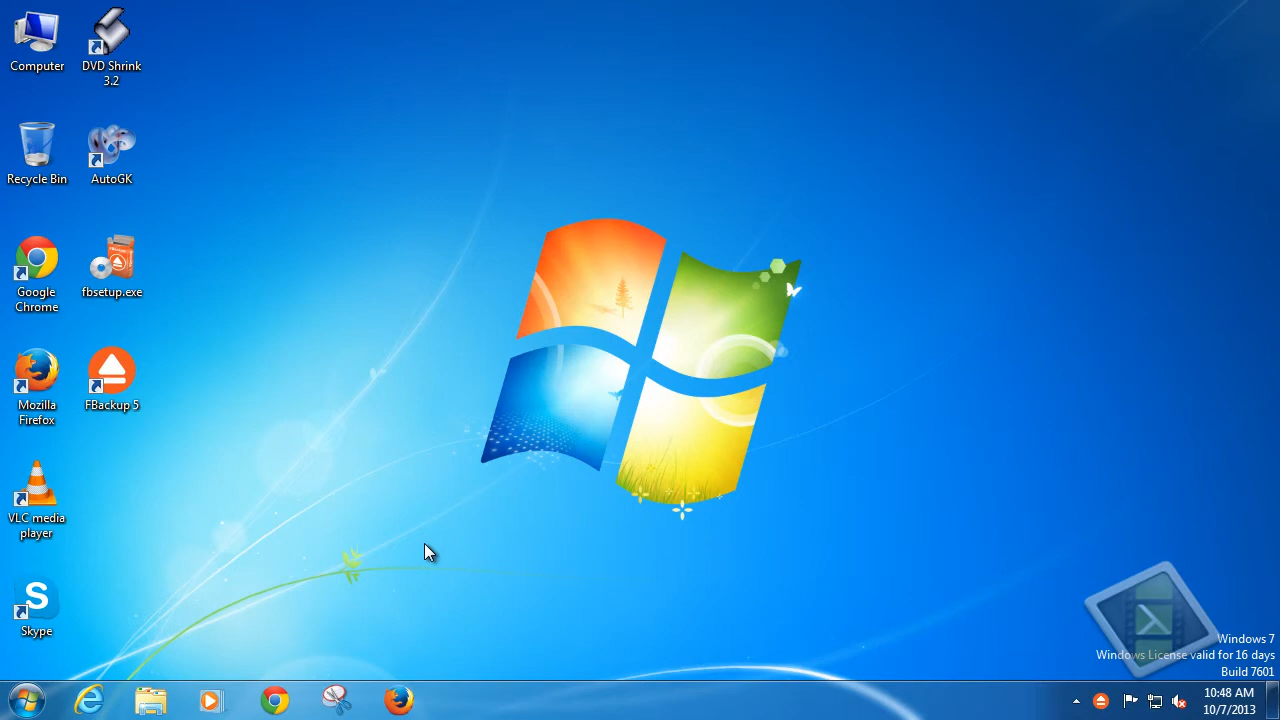 Computer
DVD Shrink
3.2
Recycle Bin
AutoGK
Google
Chrome
fbsetup.exe
Mozilla
Firefox
FBackup 5
VLC media
player
S
Skype
Windows 7
Windows License valid for 16 days
Build 7601
10:48 AM
10/7/2013